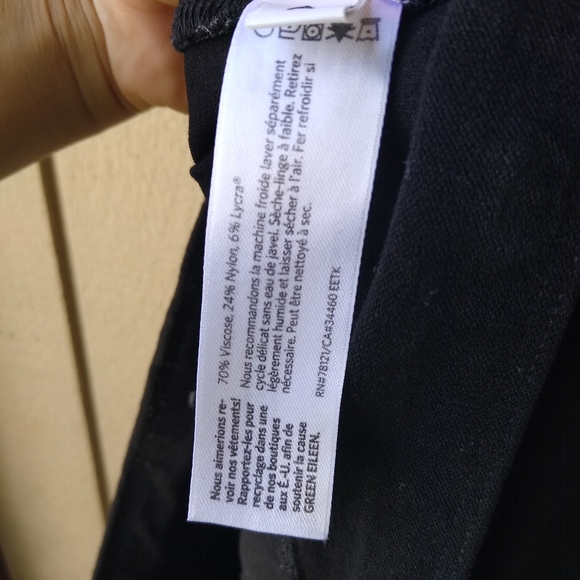 70% Viscose, 24% Nylon, 6% Lycra®
Nous recommandons la machine froide laver séparément
cycle délicat sans eau de javel. Sèche-linge à faible. Retirez
légèrement humide et laisser sécher à l'air. Fer refroidir si
nécessaire. Peut être nettoyé à sec.
RN#78121/CA#34460 EETK
Nous aimerions re-
voir nos vêtements!
Rapportez-les pour
recyclage dans une
de nos boutiques
aux É.-U, afin de
soutenir la cause
GREEN EILEEN.